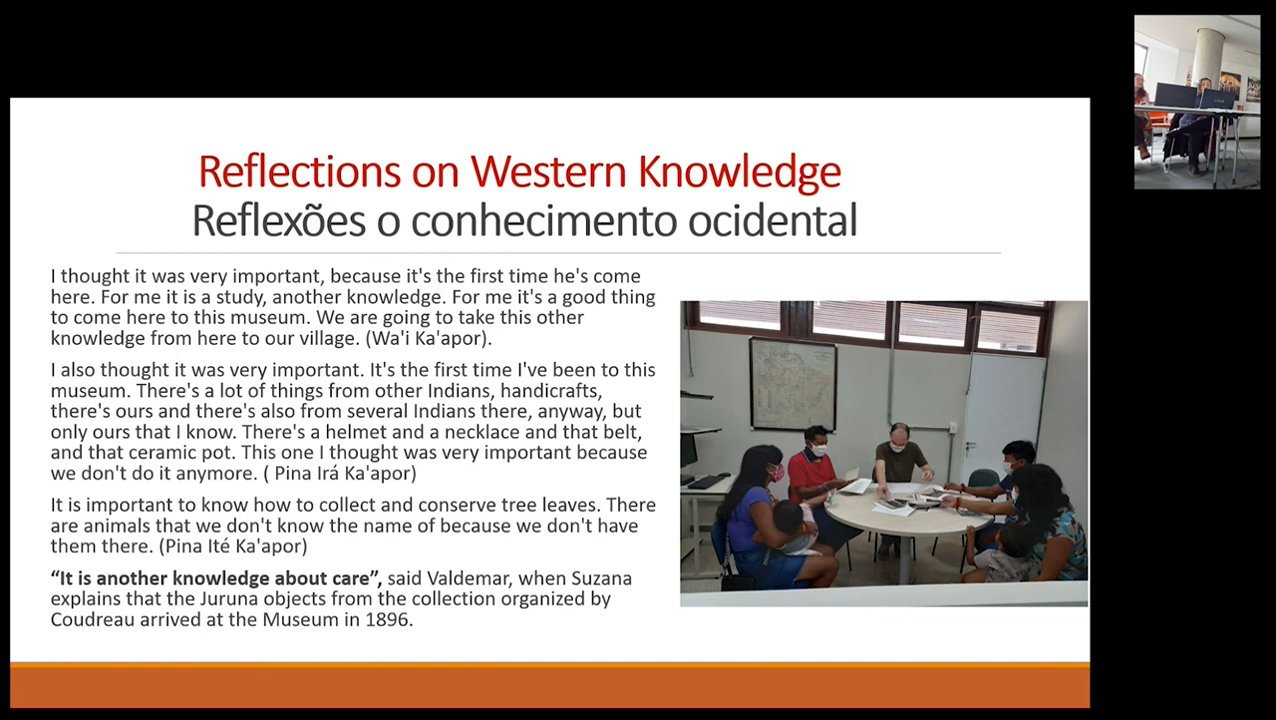 Reflections on Western Knowledge
Reflexões o conhecimento ocidental
I thought it was very important, because it's the first time he's come
here. For me it is a study, another knowledge. For me it's a good thing
to come here to this museum. We are going to take this other
knowledge from here to our village. (Wa'i Ka'apor).
I also thought it was very important. It's the first time I've been to this
museum. There's a lot of things from other Indians, handicrafts,
there's ours and there's also from several Indians there, anyway, but
only ours that I know. There's a helmet and a necklace and that belt,
and that ceramic pot. This one I thought was very important because
we don't do it anymore. ( Pina Irá Ka'apor)
It is important to know how to collect and conserve tree leaves. There
are animals that we don't know the name of because we don't have
them there. (Pina Ité Ka'apor)
“It is another knowledge about care”, said Valdemar, when Suzana
explains that the Juruna objects from the collection organized by
Coudreau arrived at the Museum in 1896.